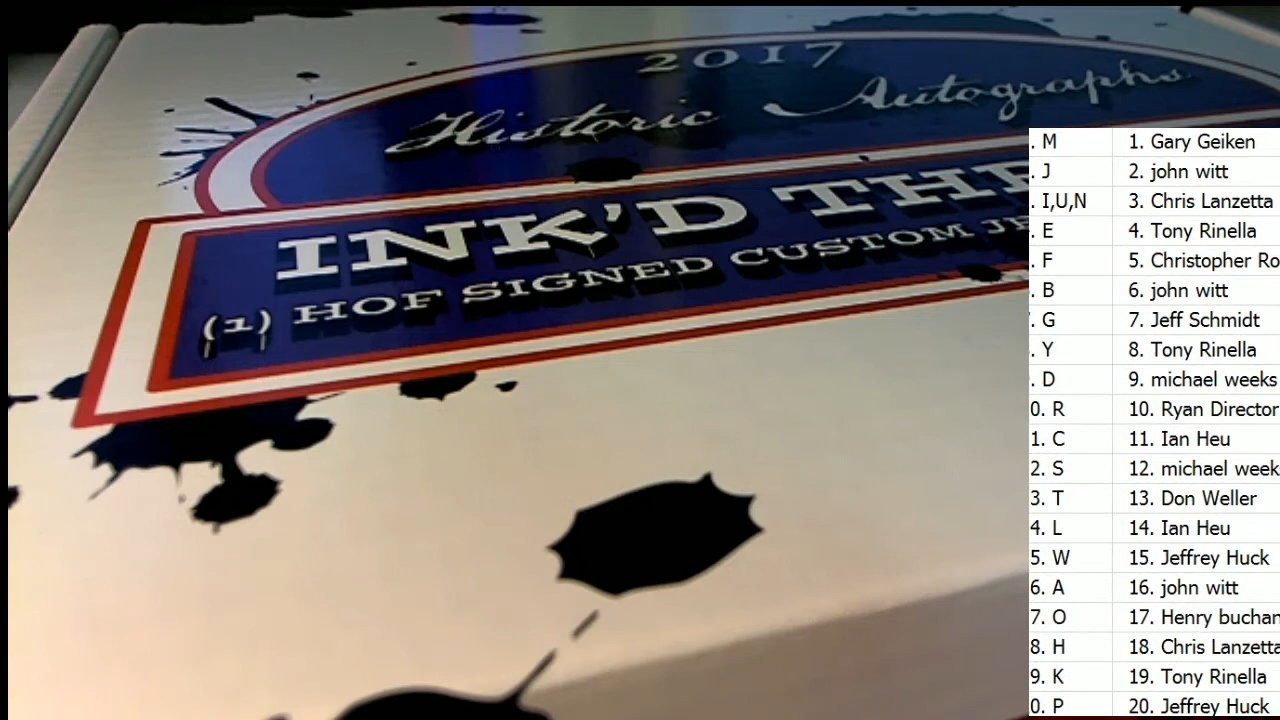 2017
Historic Autographs
INK'D THR
(1) HOF SIGNED CUSTOM JE
. M 1. Gary Geiken
. J 2. john witt
. I,U,N 3. Chris Lanzetta
. E 4. Tony Rinella
. F 5. Christopher Ro
. B 6. john witt
. G 7. Jeff Schmidt
. Y 8. Tony Rinella
. D 9. michael weeks
0. R 10. Ryan Director
1. C 11. Ian Heu
2. S 12. michael week
3. T 13. Don Weller
4. L 14. Ian Heu
5. W 15. Jeffrey Huck
6. A 16. john witt
7. O 17. Henry buchan
8. H 18. Chris Lanzetta
9. K 19. Tony Rinella
0. P 20. Jeffrey Huck